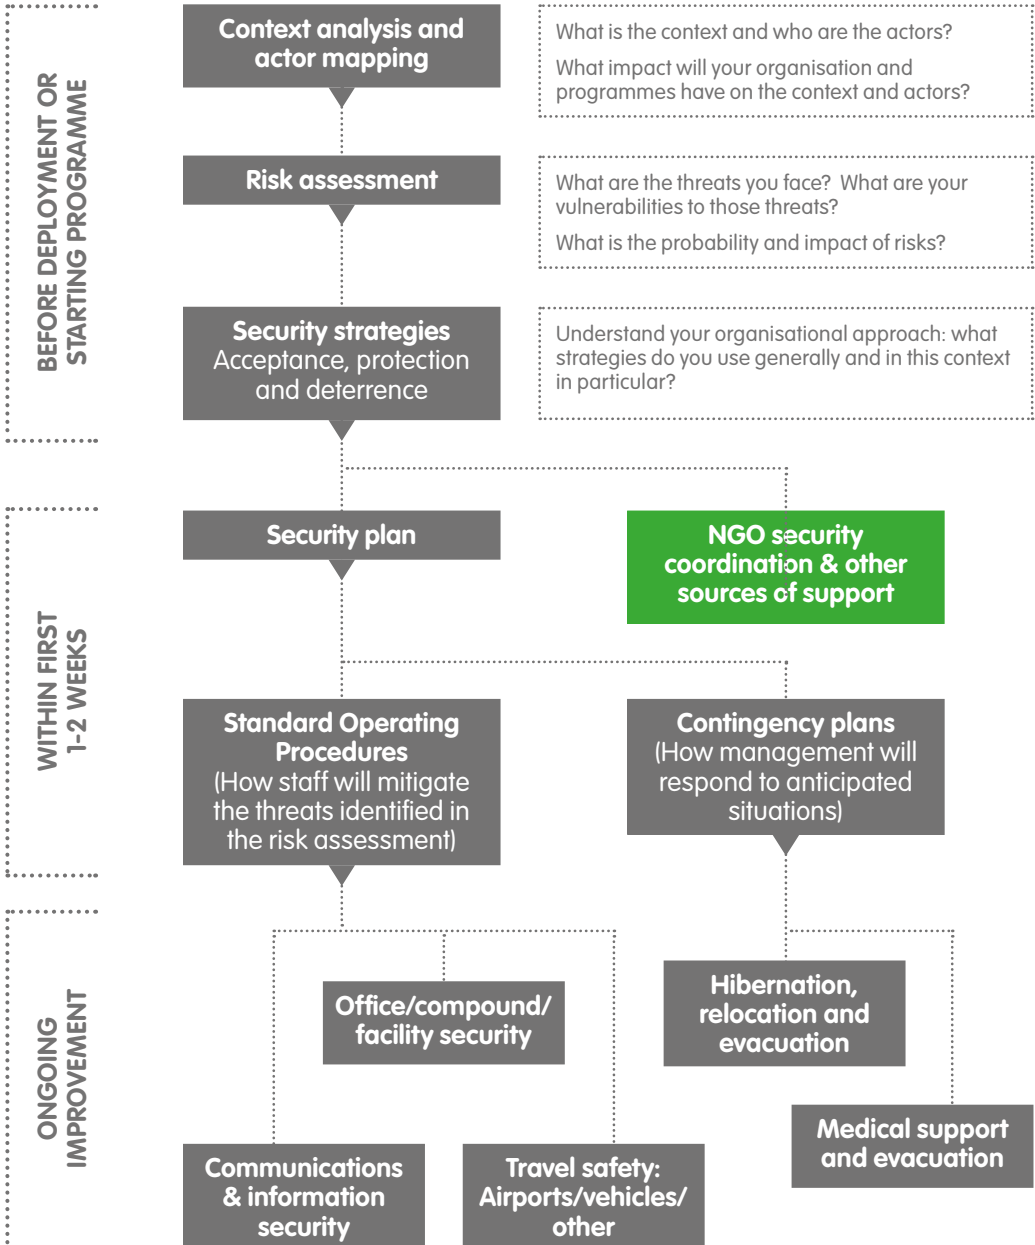 BEFORE DEPLOYMENT OR
STARTING PROGRAMME
Context analysis and
actor mapping
What is the context and who are the actors?
What impact will your organisation and
programmes have on the context and actors?
Risk assessment
What are the threats you face?  What are your
vulnerabilities to those threats?
What is the probability and impact of risks?
Security strategies
Acceptance, protection
and deterrence
Understand your organisational approach: what
strategies do you use generally and in this context
in particular?
WITHIN FIRST
1-2 WEEKS
Security plan
NGO security
coordination & other
sources of support
Standard Operating
Procedures
(How staff will mitigate
the threats identified in
the risk assessment)
Contingency plans
(How management will
respond to anticipated
situations)
ONGOING
IMPROVEMENT
Office/compound/
facility security
Hibernation,
relocation and
evacuation
Communications
& information
security
Travel safety:
Airports/vehicles/
other
Medical support
and evacuation